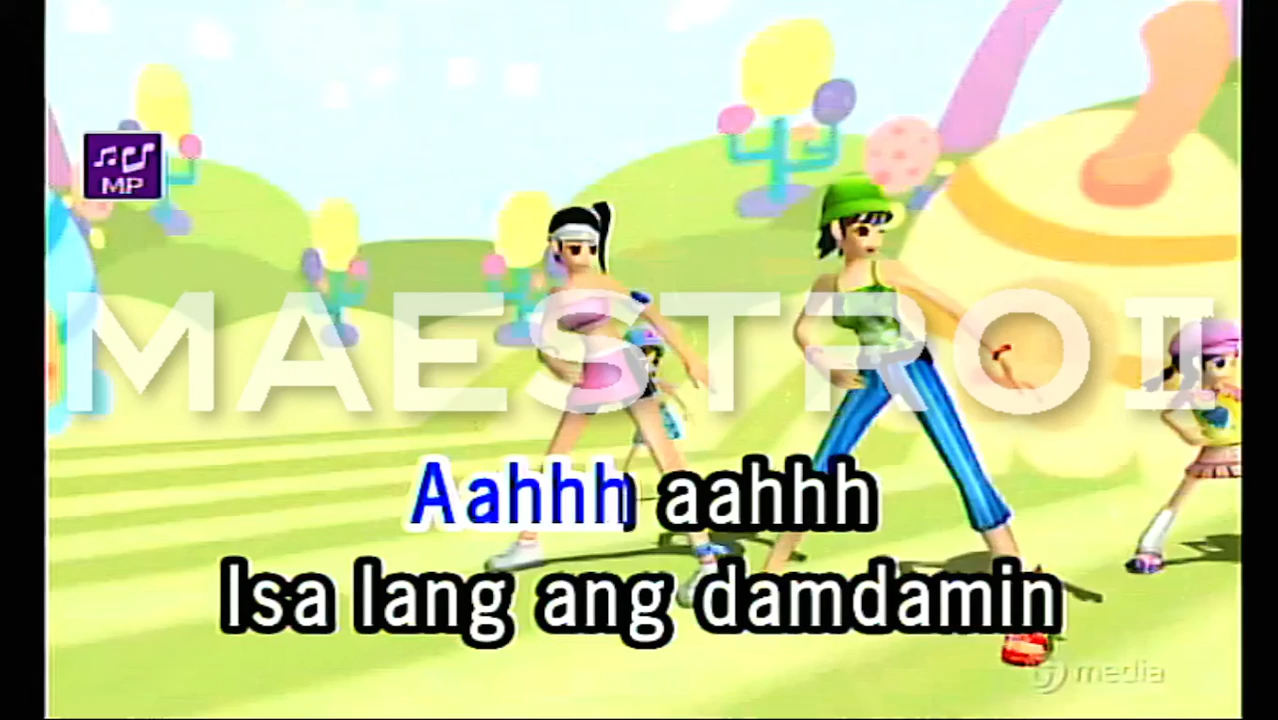 MP
MAESTRO II
Aahhh aahhh
Isa lang ang damdamin
media